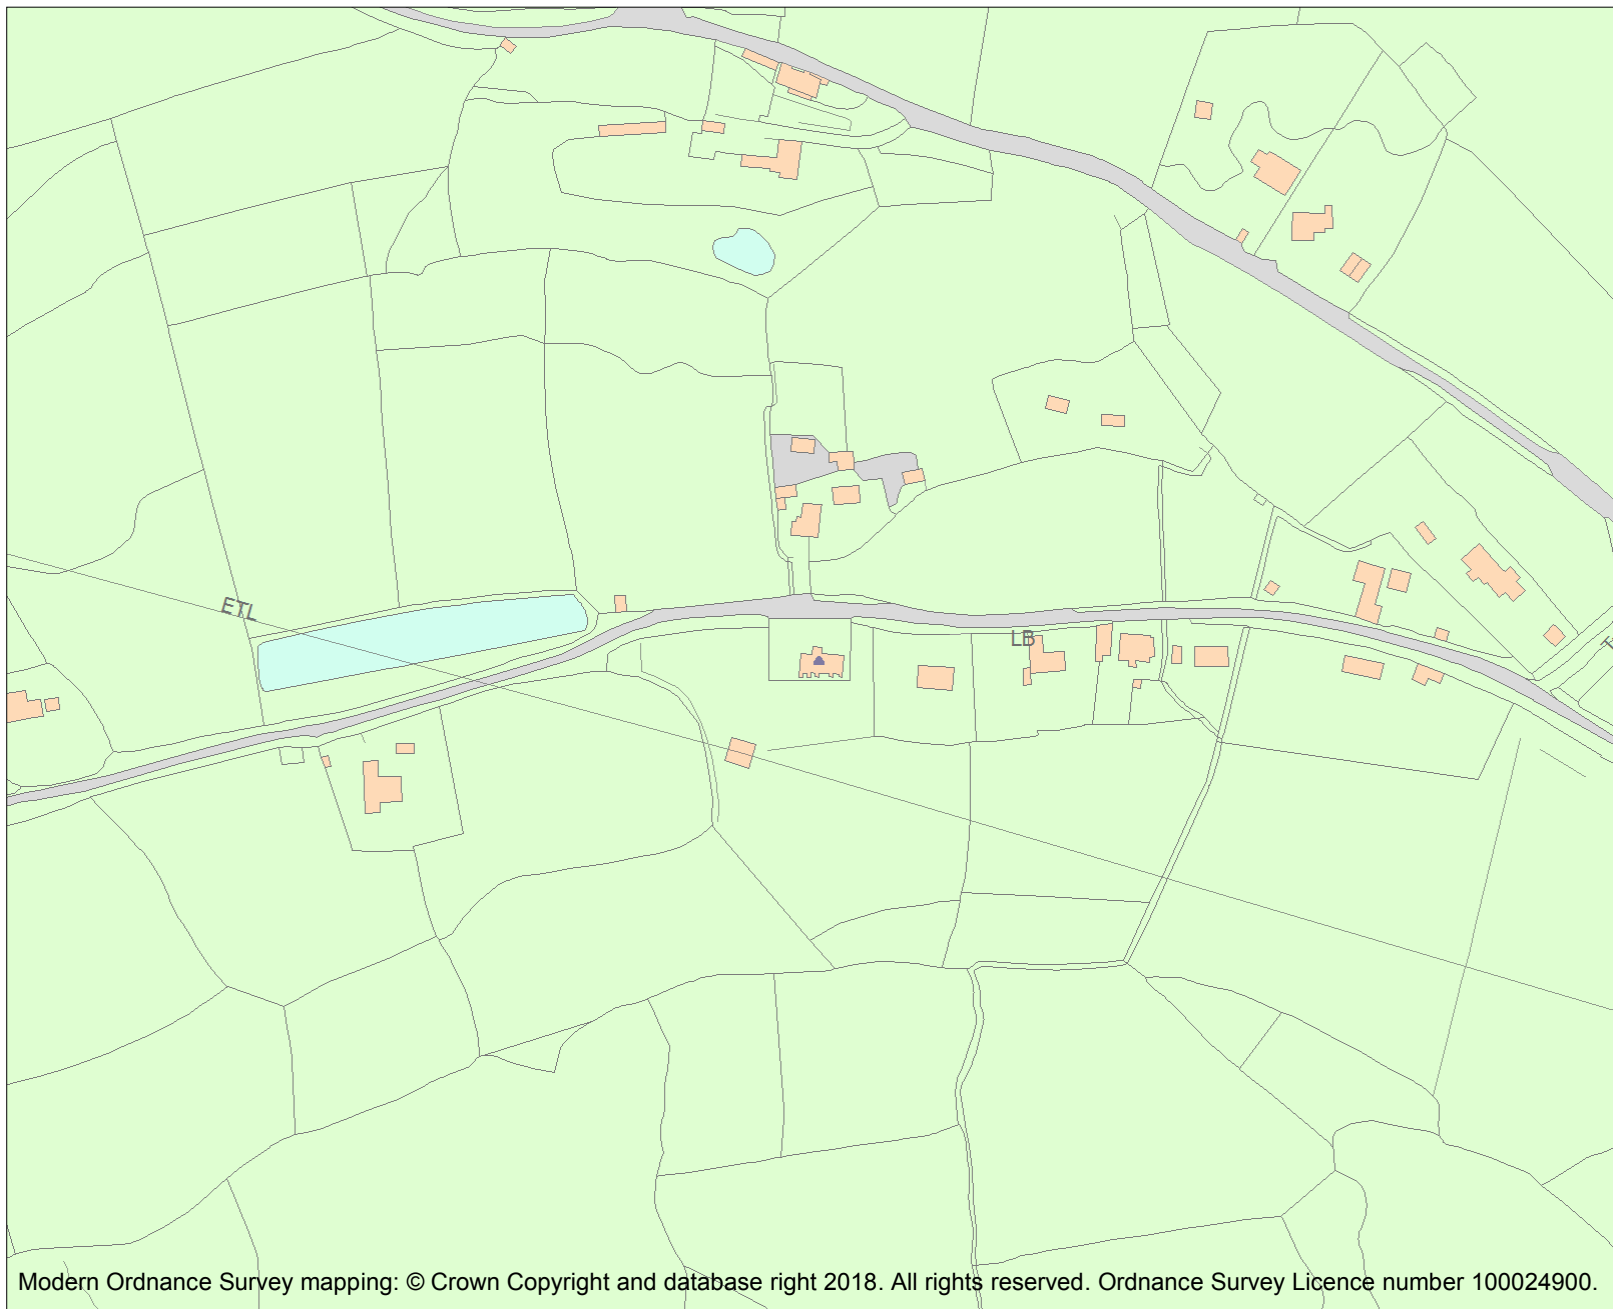 ETL
LB
Modern Ordnance Survey mapping: © Crown Copyright and database right 2018. All rights reserved. Ordnance Survey Licence number 100024900.